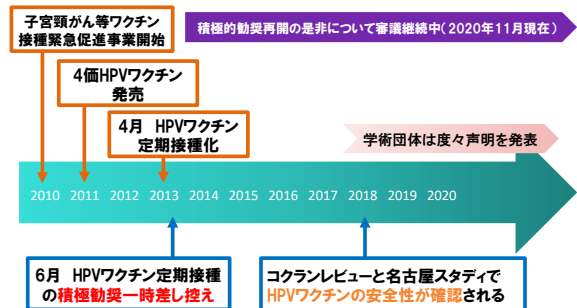 子宮頸がん等ワクチン
接種緊急促進事業開始
積極的勧奨再開の是非について審議継続中(2020年11月現在)
4価HPVワクチン
発売
4月 HPVワクチン
定期接種化
学術団体は度々声明を発表
2010 2011 2012 2013 2014 2015 2016 2017 2018 2019 2020
6月 HPVワクチン定期接種
の積極勧奨一時差し控え
コクランレビューと名古屋スタディで
HPVワクチンの安全性が確認される